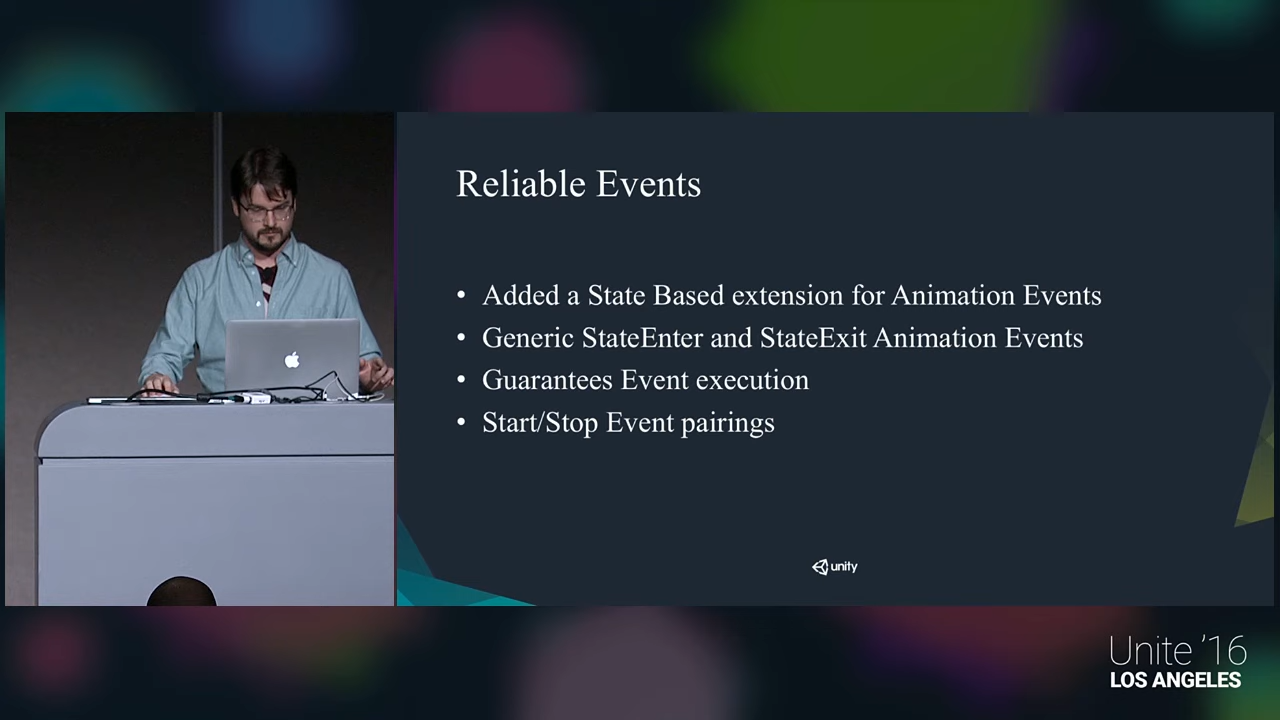 Reliable Events
• Added a State Based extension for Animation Events
• Generic StateEnter and StateExit Animation Events
• Guarantees Event execution
• Start/Stop Event pairings
unity
Unite '16
LOS ANGELES